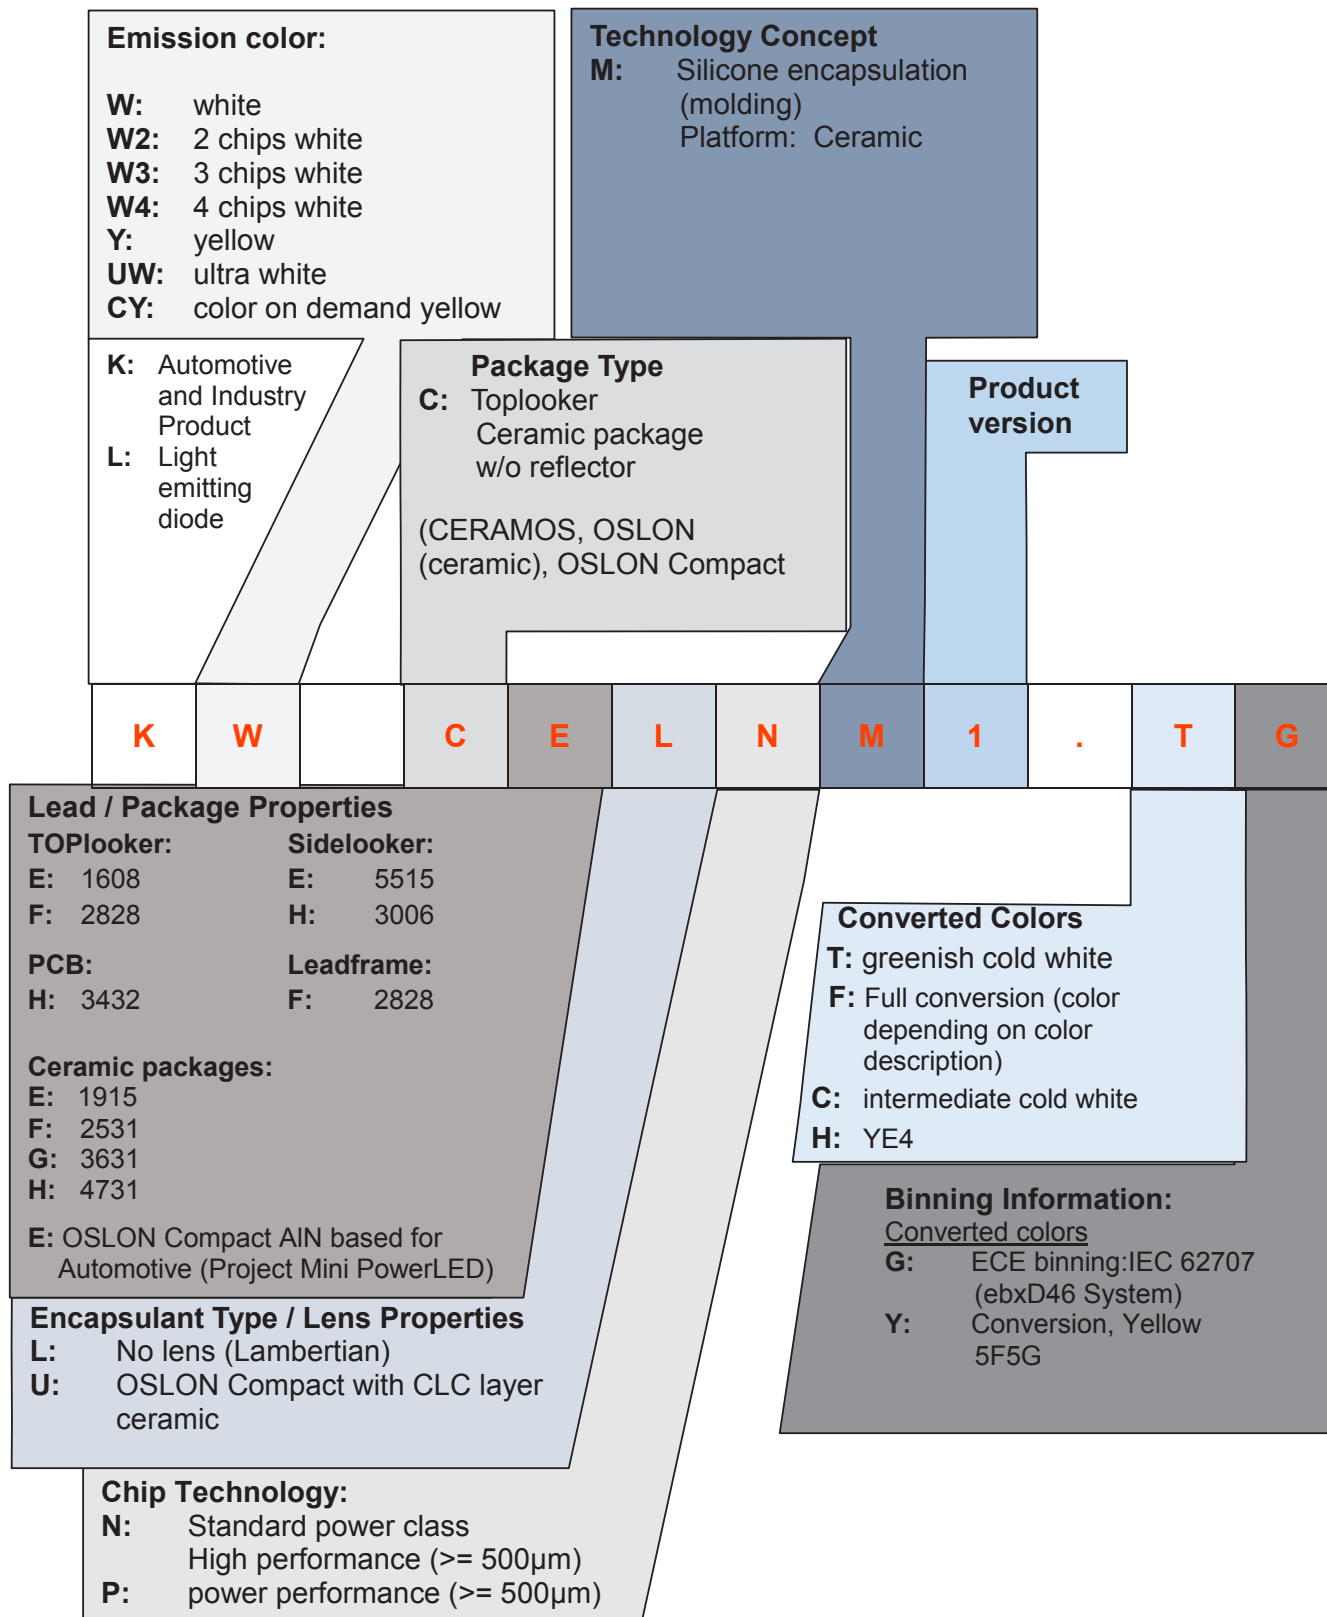 Emission color:
W: white
W2: 2 chips white
W3: 3 chips white
W4: 4 chips white
Y: yellow
UW: ultra white
CY: color on demand yellow
Technology Concept
M: Silicone encapsulation
(molding)
Platform: Ceramic
K: Automotive
and Industry
Product
L: Light
emitting
diode
Package Type
C: Toplooker
Ceramic package
w/o reflector
(CERAMOS, OSLON
(ceramic), OSLON Compact
Product
version
K W C E L N M 1 . T G
Lead / Package Properties
TOPlooker: Sidelooker:
E: 1608 E: 5515
F: 2828 H: 3006
PCB: Leadframe:
H: 3432 F: 2828
Ceramic packages:
E: 1915
F: 2531
G: 3631
H: 4731
E: OSLON Compact AlN based for
Automotive (Project Mini PowerLED)
Encapsulant Type / Lens Properties
L: No lens (Lambertian)
U: OSLON Compact with CLC layer
ceramic
Chip Technology:
N: Standard power class
High performance (>= 500µm)
P: power performance (>= 500µm)
Converted Colors
T: greenish cold white
F: Full conversion (color
depending on color
description)
C: intermediate cold white
H: YE4
Binning Information:
Converted colors
G: ECE binning:IEC 62707
(ebxD46 System)
Y: Conversion, Yellow
5F5G